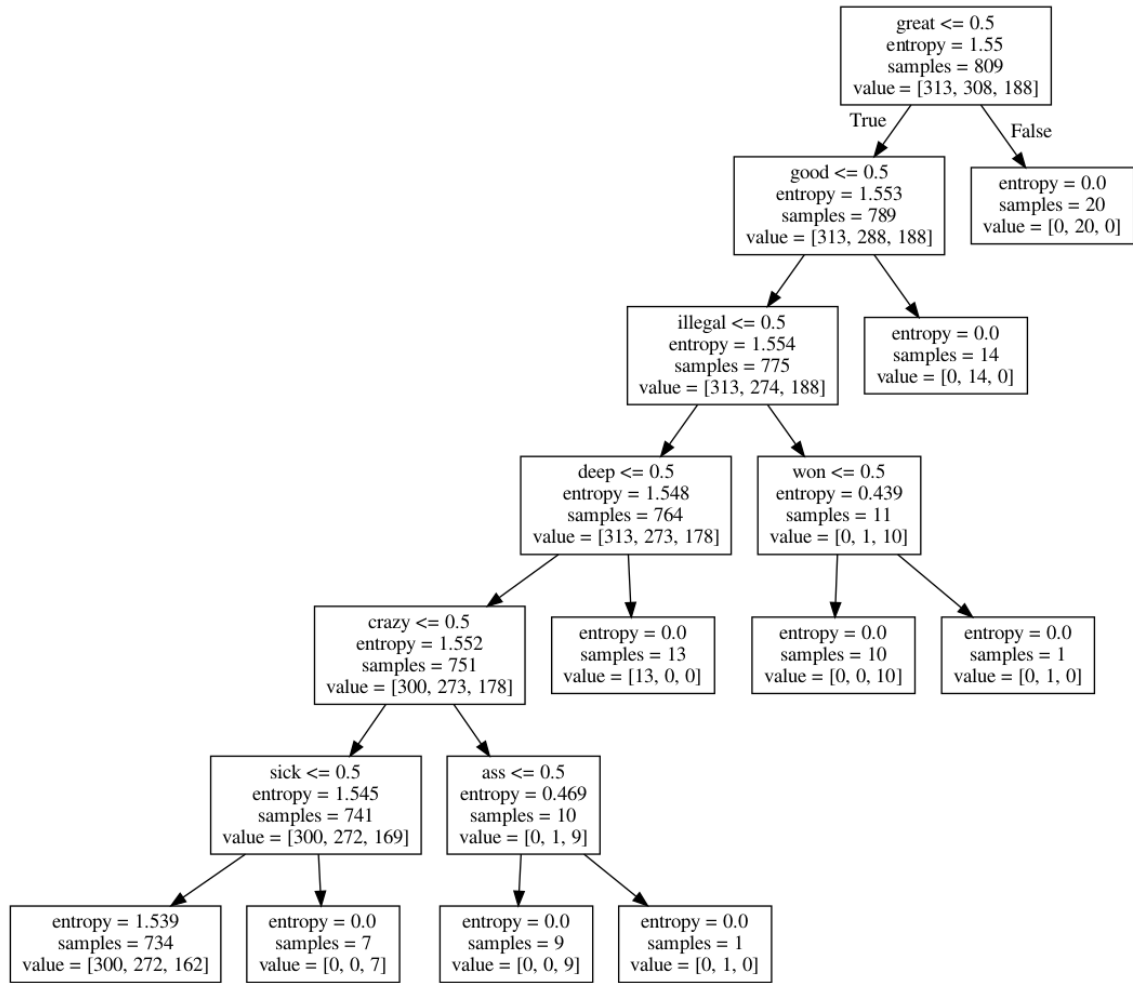 great <= 0.5
entropy = 1.55
samples = 809
value = [313, 308, 188]
True
False
good <= 0.5
entropy = 1.553
samples = 789
value = [313, 288, 188]
entropy = 0.0
samples = 20
value = [0, 20, 0]
illegal <= 0.5
entropy = 1.554
samples = 775
value = [313, 274, 188]
entropy = 0.0
samples = 14
value = [0, 14, 0]
deep <= 0.5
entropy = 1.548
samples = 764
value = [313, 273, 178]
won <= 0.5
entropy = 0.439
samples = 11
value = [0, 1, 10]
crazy <= 0.5
entropy = 1.552
samples = 751
value = [300, 273, 178]
entropy = 0.0
samples = 13
value = [13, 0, 0]
entropy = 0.0
samples = 10
value = [0, 0, 10]
entropy = 0.0
samples = 1
value = [0, 1, 0]
sick <= 0.5
entropy = 1.545
samples = 741
value = [300, 272, 169]
ass <= 0.5
entropy = 0.469
samples = 10
value = [0, 1, 9]
entropy = 1.539
samples = 734
value = [300, 272, 162]
entropy = 0.0
samples = 7
value = [0, 0, 7]
entropy = 0.0
samples = 9
value = [0, 0, 9]
entropy = 0.0
samples = 1
value = [0, 1, 0]